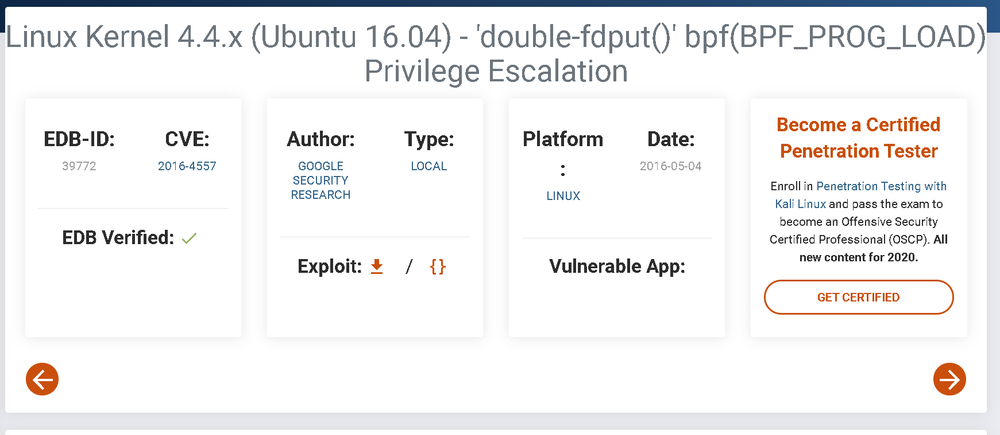 Linux Kernel 4.4.x (Ubuntu 16.04) - 'double-fdput()' bpf(BPF_PROG_LOAD)
Privilege Escalation
EDB-ID:
39772
CVE:
2016-4557
EDB Verified:
Author:
GOOGLE
SECURITY
RESEARCH
Type:
LOCAL
Exploit: / {}
Platform
:
LINUX
Date:
2016-05-04
Vulnerable App:
Become a Certified
Penetration Tester
Enroll in Penetration Testing with
Kali Linux and pass the exam to
become an Offensive Security
Certified Professional (OSCP). All
new content for 2020.
GET CERTIFIED